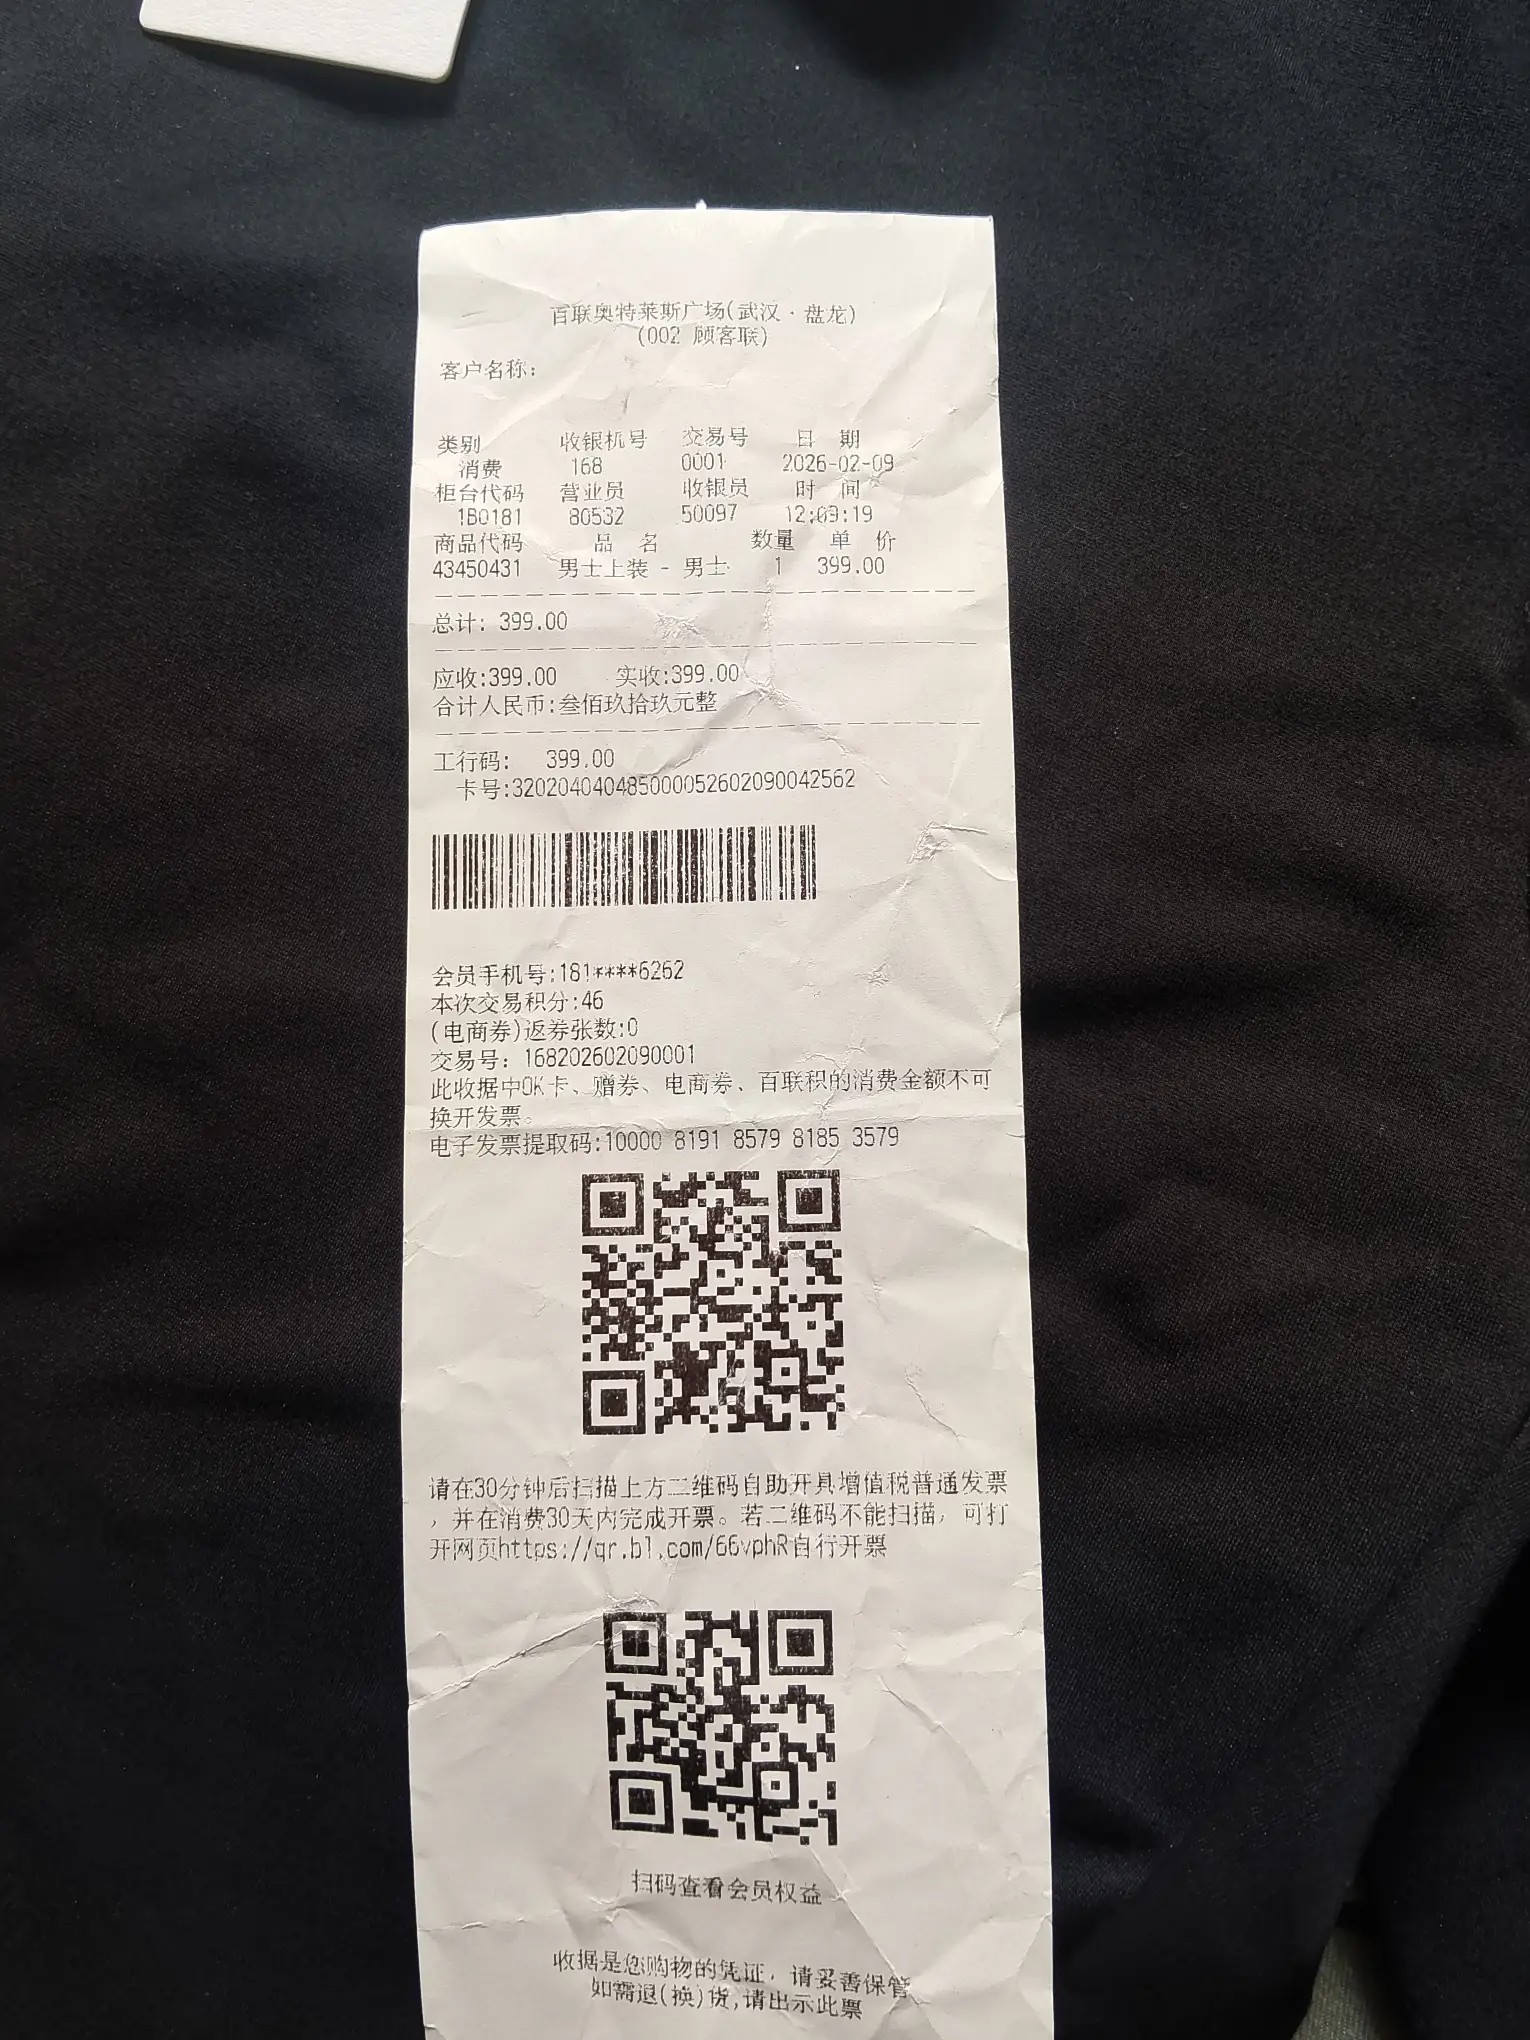 百联奥特莱斯广场(武汉·盘龙)
(002 顾客联)
客户名称:
类别 收银机号 交易号 日 期
消费 168 0001 2026-02-09
柜台代码 营业员 收银员 时 间
1B0181 80532 50097 12:09:19
商品代码 品 名 数量 单 价
43450431 男士上装 - 男士 1 399.00
总计: 399.00
应收:399.00 实收:399.00
合计人民币:叁佰玖拾玖元整
工行码: 399.00
卡号:320204040485000052602090042562
会员手机号:181****6262
本次交易积分:46
(电商券)返券张数:0
交易号: 168202602090001
此收据中OK卡、赠券、电商券、百联积的消费金额不可
换开发票。
电子发票提取码:10000 8191 8579 8185 3579
请在30分钟后扫描上方二维码自助开具增值税普通发票
,并在消费30天内完成开票。若二维码不能扫描,可打
开网页https://qr.bl.com/66vphR自行开票
扫码查看会员权益
收据是您购物的凭证,请妥善保管
如需退(换)货,请出示此票